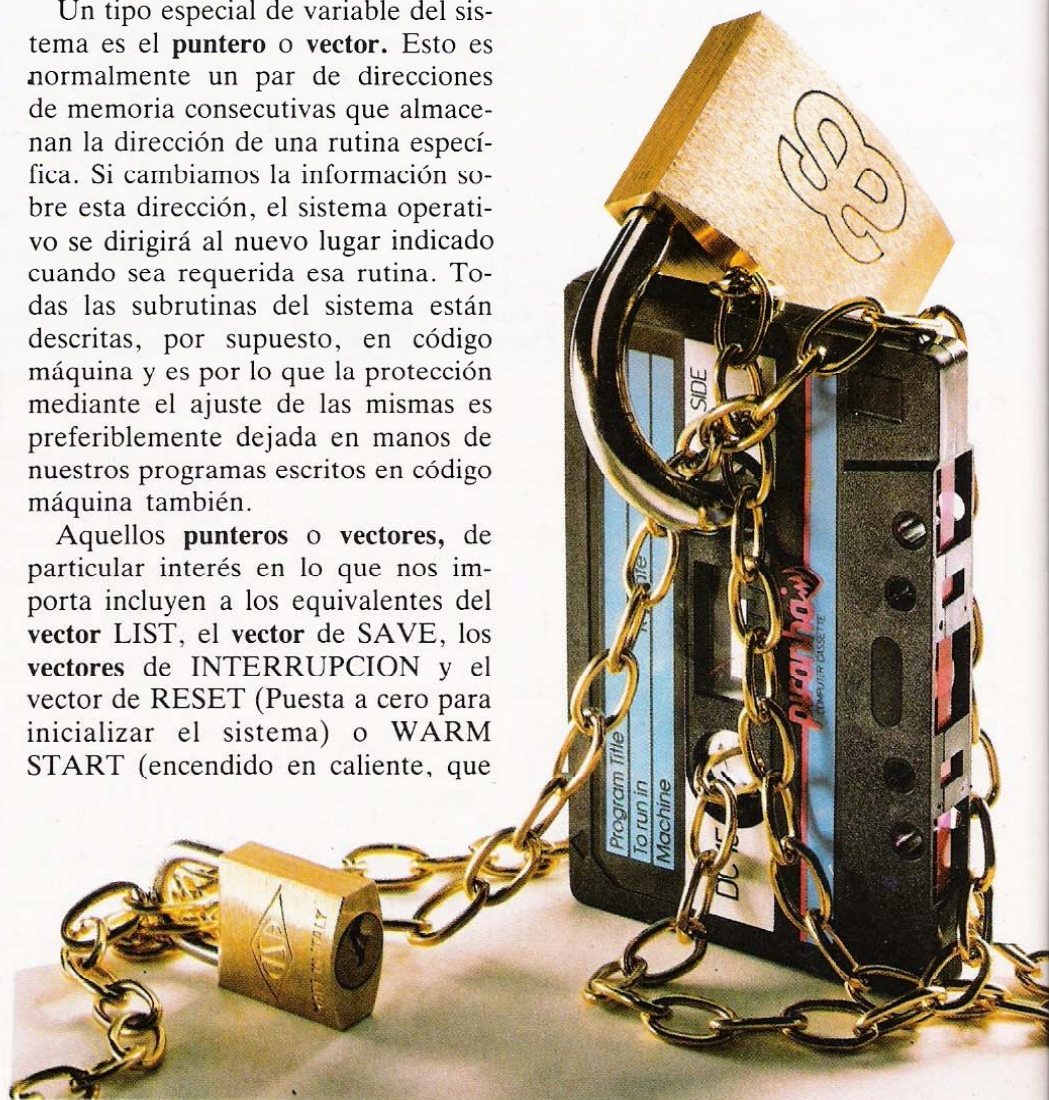 Un tipo especial de variable del sis-
tema es el puntero o vector. Esto es
normalmente un par de direcciones
de memoria consecutivas que almace-
nan la dirección de una rutina especí-
fica. Si cambiamos la información so-
bre esta dirección, el sistema operati-
vo se dirigirá al nuevo lugar indicado
cuando sea requerida esa rutina. To-
das las subrutinas del sistema están
descritas, por supuesto, en código
máquina y es por lo que la protección
mediante el ajuste de las mismas es
preferiblemente dejada en manos de
nuestros programas escritos en código
máquina también.
Aquellos punteros o vectores, de
particular interés en lo que nos im-
porta incluyen a los equivalentes del
vector LIST, el vector de SAVE, los
vectores de INTERRUPCION y el
vector de RESET (Puesta a cero para
inicializar el sistema) o WARM
START (encendido en caliente, que
SIDE
piranha
COMPUTER CASSETTE
Program Title
To run in
Machine